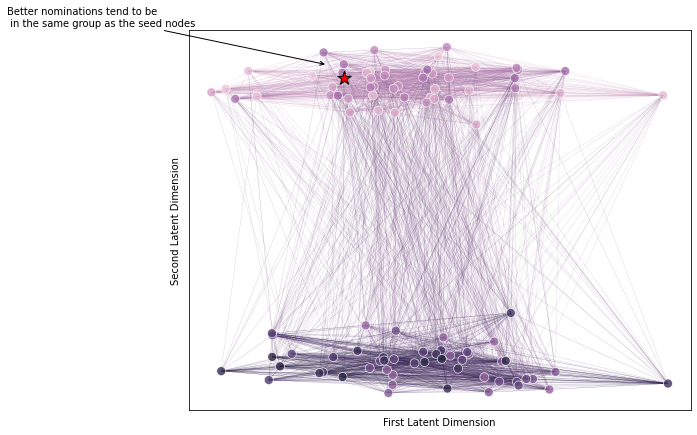 Better nominations tend to be
in the same group as the seed nodes
Second Latent Dimension
First Latent Dimension